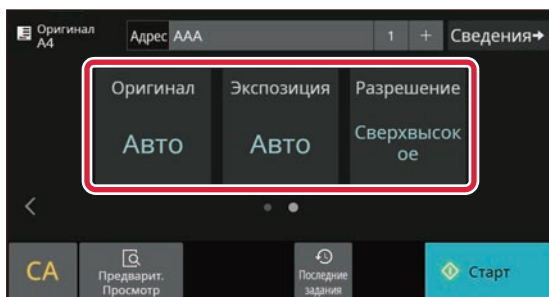 Оригинал
A4
Адрес AAA 1 + Сведения
Оригинал Экспозиция Разрешение
Авто Авто Сверхвысок
ое
CA Предварит.
Просмотр
Последние
задания
Старт